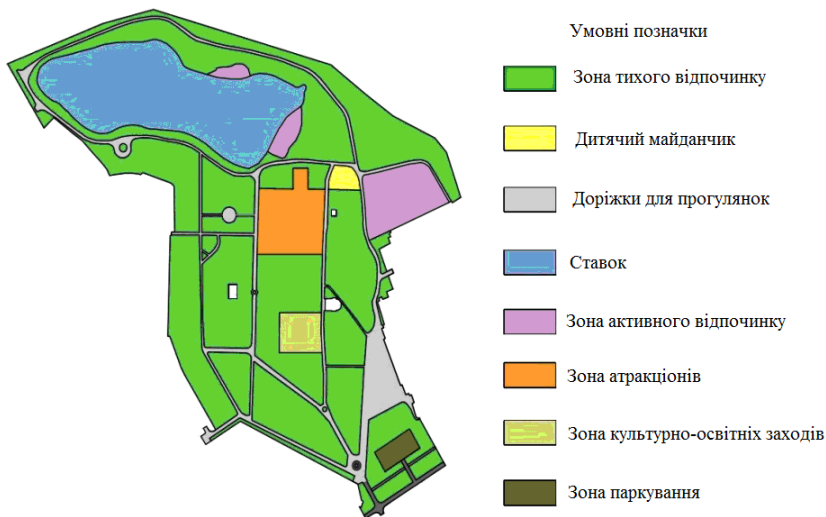 Умовні позначки
Зона тихого відпочинку
Дитячий майданчик
Доріжки для прогулянок
Ставок
Зона активного відпочинку
Зона атракціонів
Зона культурно-освітніх заходів
Зона паркування